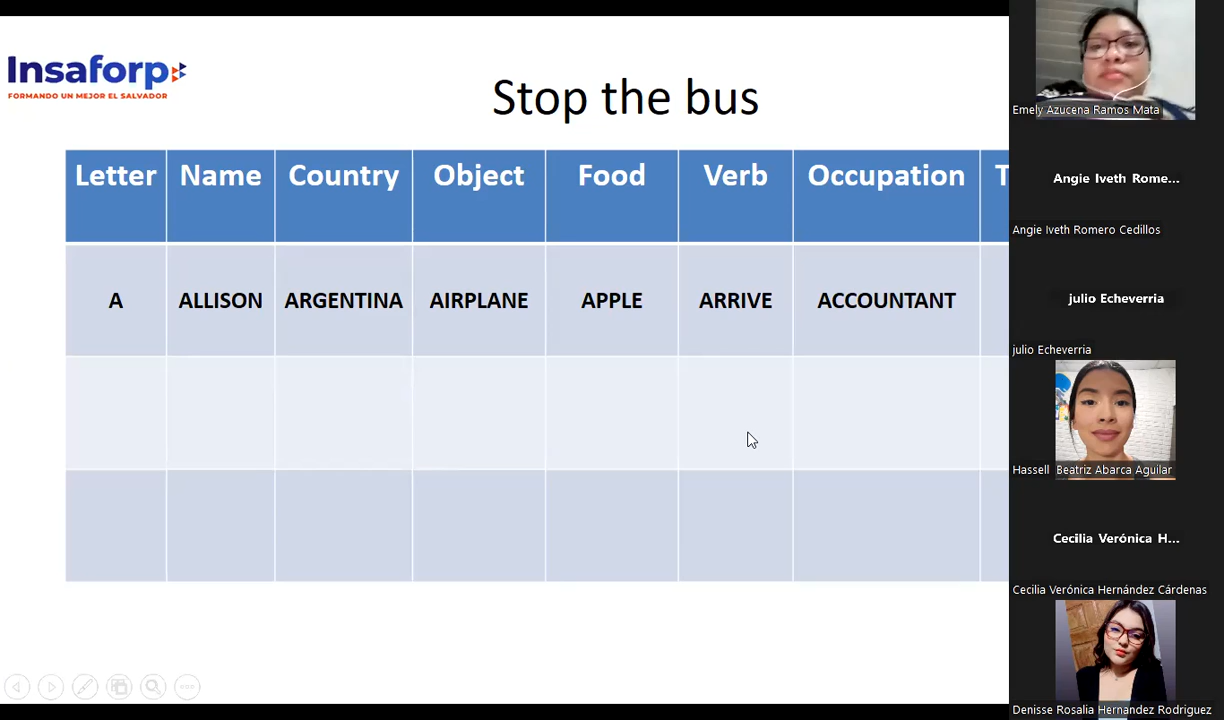 Insaforp
FORMANDO UN MEJOR EL SALVADOR
Stop the bus
Letter Name Country Object Food Verb Occupation T
A ALLISON ARGENTINA AIRPLANE APPLE ARRIVE ACCOUNTANT
Emely Azucena Ramos Mata
Angie Iveth Rome...
Angie Iveth Romero Cedillos
julio Echeverria
julio Echeverria
Hassell Beatriz Abarca Aguilar
Cecilia Verónica H...
Cecilia Verónica Hernández Cárdenas
Denisse Rosalia Hernandez Rodriguez